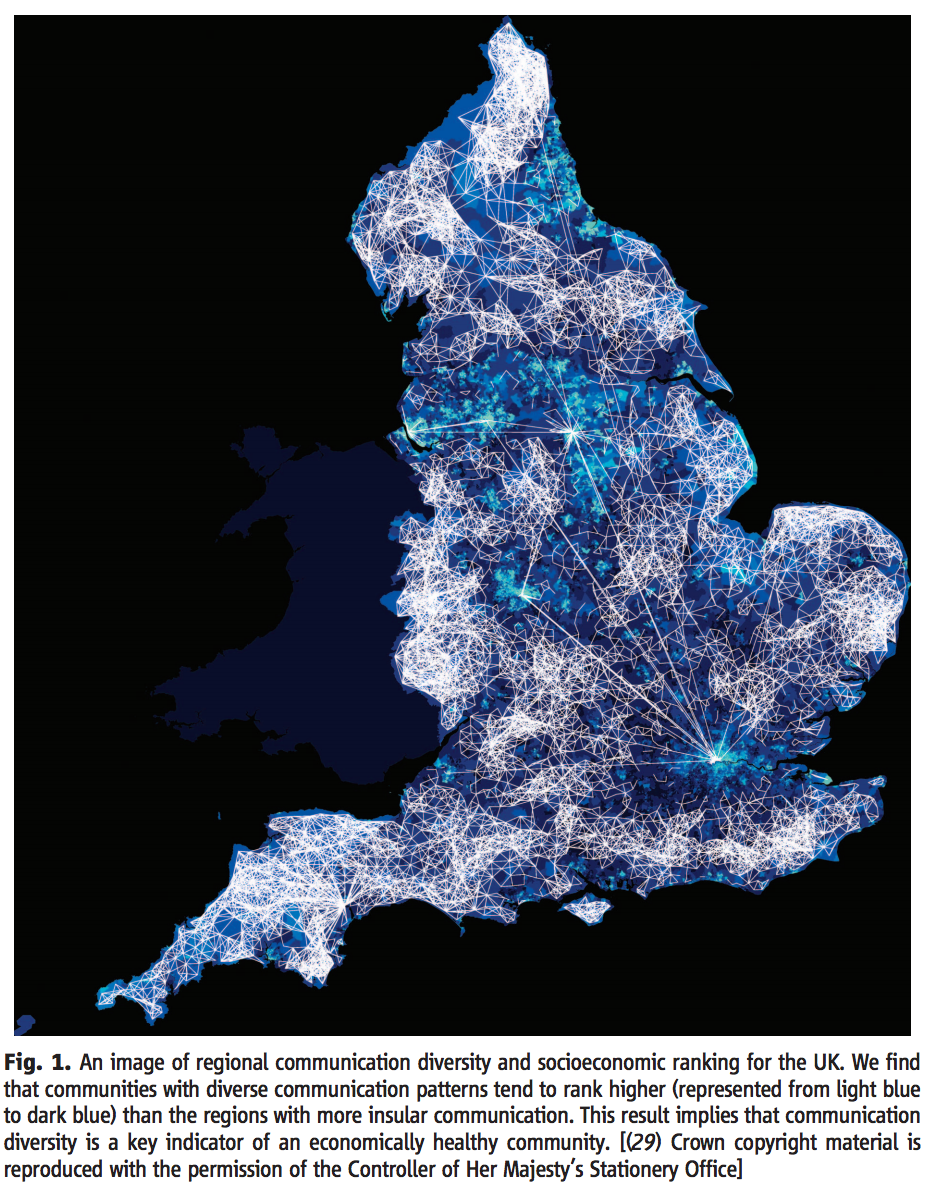 Fig. 1. An image of regional communication diversity and socioeconomic ranking for the UK. We find
that communities with diverse communication patterns tend to rank higher (represented from light blue
to dark blue) than the regions with more insular communication. This result implies that communication
diversity is a key indicator of an economically healthy community. [(29) Crown copyright material is
reproduced with the permission of the Controller of Her Majesty’s Stationery Office]